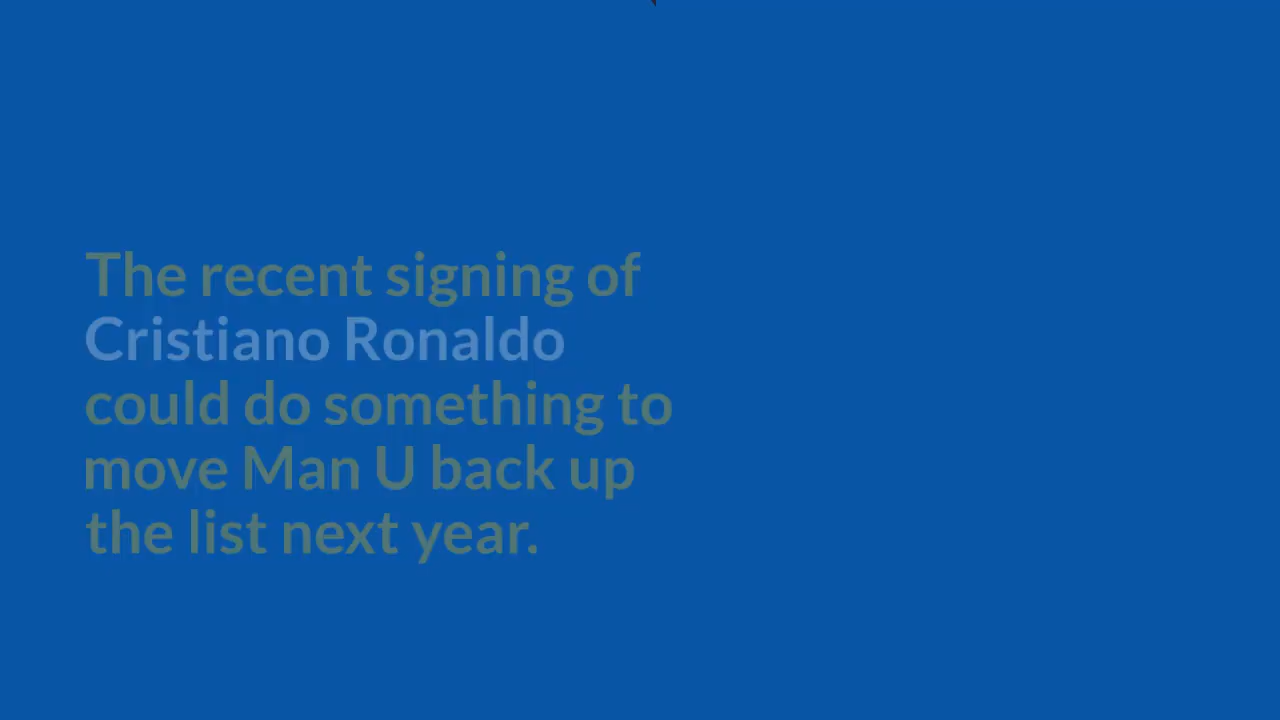 The recent signing of
Cristiano Ronaldo
could do something to
move Man U back up
the list next year.